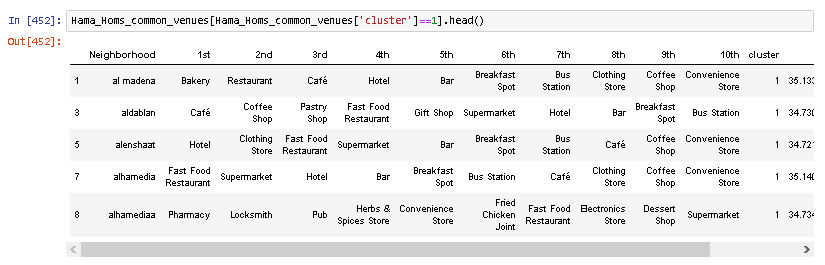 In [452]: Hama_Homs_common_venues[Hama_Homs_common_venues['cluster']==1].head()
Out[452]:
Neighborhood 1st 2nd 3rd 4th 5th 6th 7th 8th 9th 10th cluster
1 al madena Bakery Restaurant Café Hotel Bar Breakfast Spot Bus Station Clothing Store Coffee Shop Convenience Store 1 35.133
3 aldablan Café Coffee Shop Pastry Shop Fast Food Restaurant Gift Shop Supermarket Hotel Bar Breakfast Spot Bus Station 1 34.730
5 alenshaat Hotel Clothing Store Fast Food Restaurant Supermarket Bar Breakfast Spot Bus Station Café Coffee Shop Convenience Store 1 34.721
7 alhamedia Fast Food Restaurant Supermarket Hotel Bar Breakfast Spot Bus Station Café Clothing Store Coffee Shop Convenience Store 1 35.140
8 alhamediaa Pharmacy Locksmith Pub Herbs & Spices Store Convenience Store Fried Chicken Joint Fast Food Restaurant Electronics Store Dessert Shop Supermarket 1 34.734